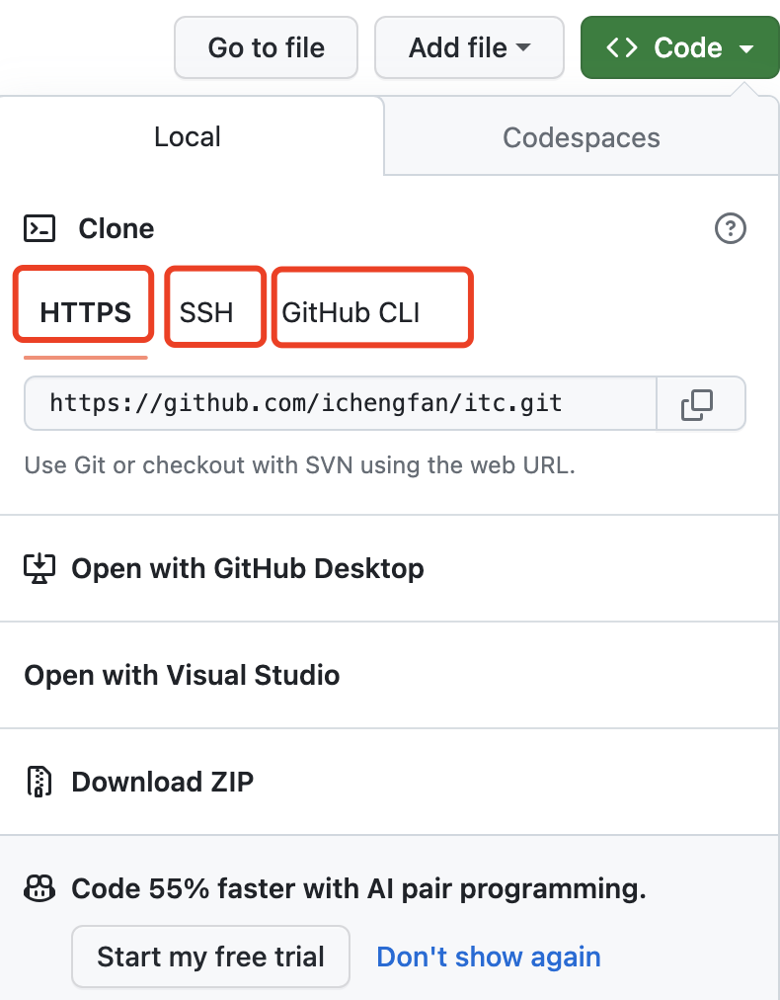 Go to file Add file Code
Local Codespaces
Clone
HTTPS SSH GitHub CLI
https://github.com/ichengfan/itc.git
Use Git or checkout with SVN using the web URL.
Open with GitHub Desktop
Open with Visual Studio
Download ZIP
Code 55% faster with AI pair programming.
Start my free trial Don't show again